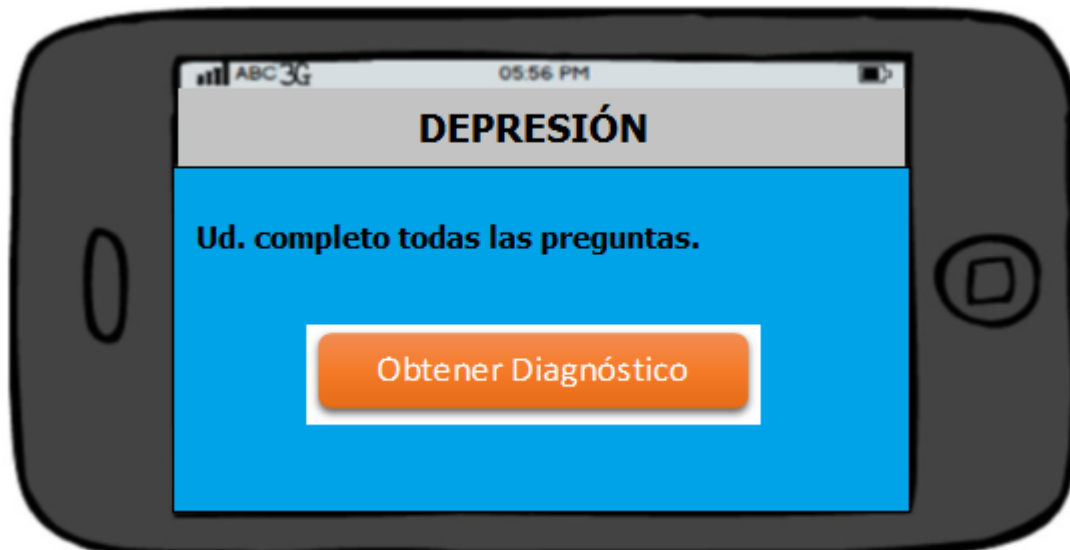 ABC 3G 05:56 PM
DEPRESIÓN
Ud. completo todas las preguntas.
Obtener Diagnóstico